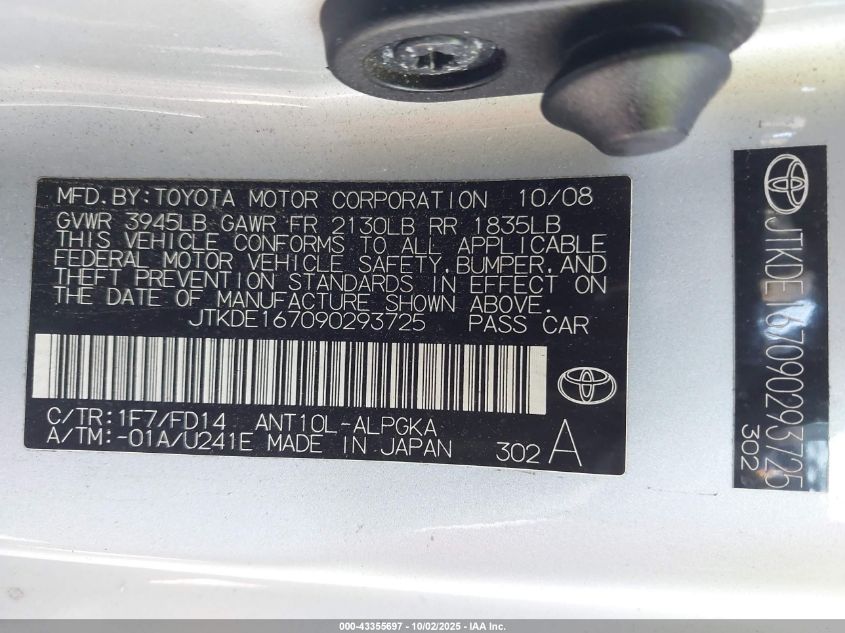 MFD.BY:TOYOTA MOTOR CORPORATION 10/08
GVWR 3945LB GAWR FR 2130LB RR 1835LB
THIS VEHICLE CONFORMS TO ALL APPLICABLE
FEDERAL MOTOR VEHICLE SAFETY,BUMPER,AND
THEFT PREVENTION STANDARDS IN EFFECT ON
THE DATE OF MANUFACTURE SHOWN ABOVE.
JTKDE167090293725 PASS CAR
C/TR:1F7/FD14 ANT10L-ALPGKA
A/TM:-01A/U241E MADE IN JAPAN 302 A
JTKDE167090293725
302
000-43355697 - 10/02/2025 - IAA Inc.